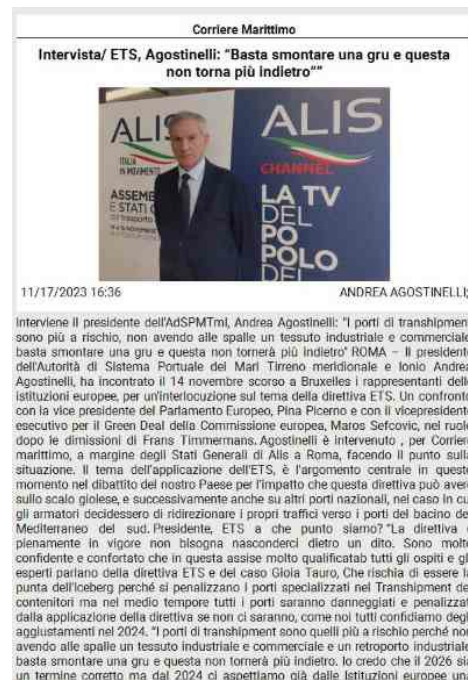 Corriere Marittimo
Intervista/ ETS, Agostinelli: "Basta smontare una gru e questa
non torna più indietro""
ALIS
ITALIA
IN MOVIMENTO
ASSEMB
E STATI G
ALIS
CHANNEL
LA TV
DEL
PO
POLO
DEL
11/17/2023 16:36
ANDREA AGOSTINELLI;
Interviene il presidente dell'AdSPMTmI, Andrea Agostinelli: "I porti di transhipment
sono più a rischio, non avendo alle spalle un tessuto industriale e commerciale
basta smontare una gru e questa non tornerà più indietro" ROMA – Il presidente
dell'Autorità di Sistema Portuale dei Mari Tirreno meridionale e Ionio Andrea
Agostinelli, ha incontrato il 14 novembre scorso a Bruxelles i rappresentanti delle
istituzioni europee, per un'interlocuzione sul tema della direttiva ETS. Un confronto
con la vice presidente del Parlamento Europeo, Pina Picerno e con il vicepresidente
esecutivo per il Green Deal della Commissione europea, Maros Sefcovic, nel ruolo
dopo le dimissioni di Frans Timmermans. Agostinelli è intervenuto , per Corriere
marittimo, a margine degli Stati Generali di Alis a Roma, facendo il punto sulla
situazione. Il tema dell'applicazione dell'ETS, è l'argomento centrale in questo
momento nel dibattito del nostro Paese per l'impatto che questa direttiva può avere
sullo scalo gioiese, e successivamente anche su altri porti nazionali, nel caso in cui
gli armatori decidessero di ridirezionare i propri traffici verso i porti del bacino del
Mediterraneo del sud. Presidente, ETS a che punto siamo? "La direttiva è
pienamente in vigore non bisogna nasconderci dietro un dito. Sono molto
confidente e confortato che in questa assise molto qualificatab tutti gli ospiti e gli
esperti parlano della direttiva ETS e del caso Gioia Tauro, Che rischia di essere la
punta dell'iceberg perché si penalizzano i porti specializzati nel Transhipment dei
contenitori ma nel medio tempore tutti i porti saranno danneggiati e penalizzati
dalla applicazione della direttiva se non ci saranno, come noi tutti confidiamo degli
aggiustamenti nel 2024. "I porti di transhipment sono quelli più a rischio perché non
avendo alle spalle un tessuto industriale e commerciale e un retroporto industriale
basta smontare una gru e questa non tornerà più indietro. Io credo che il 2026 sia
un termine corretto ma dal 2024 ci aspettiamo già dalle Istituzioni europee una